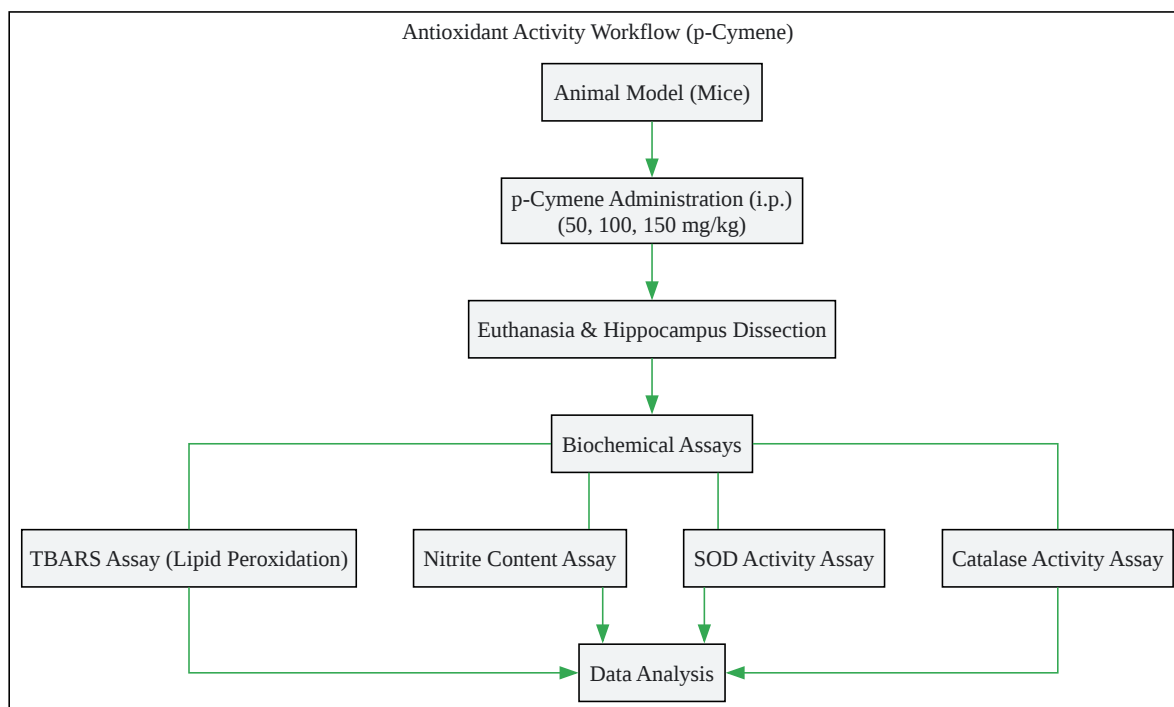 Antioxidant Activity Workflow (p-Cymene)
Animal Model (Mice)
p-Cymene Administration (i.p.)
(50, 100, 150 mg/kg)
Euthanasia & Hippocampus Dissection
Biochemical Assays
TBARS Assay (Lipid Peroxidation)
Nitrite Content Assay
SOD Activity Assay
Catalase Activity Assay
Data Analysis